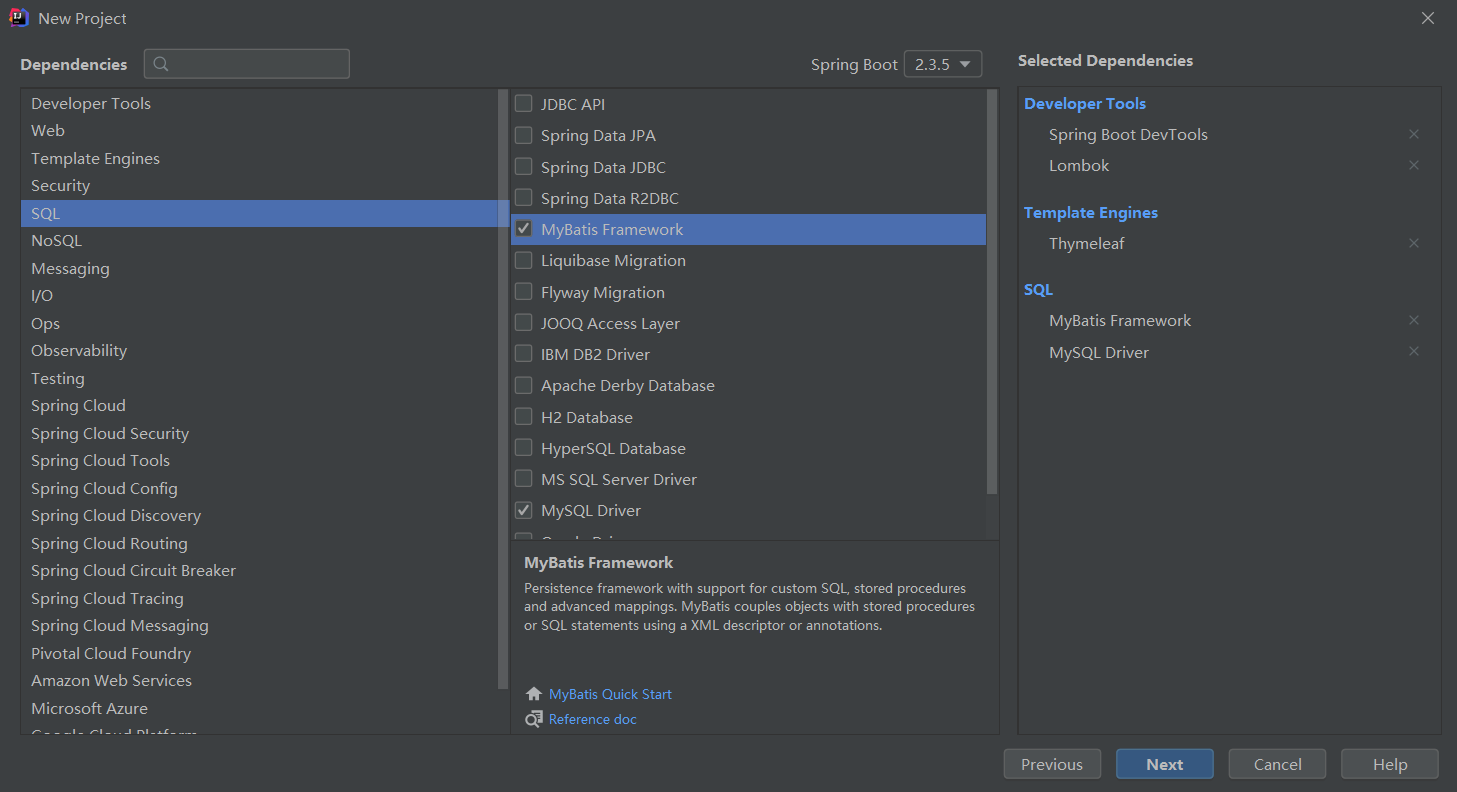 New Project
Dependencies
Spring Boot 2.3.5
Selected Dependencies
Developer Tools
Web
Template Engines
Security
SQL
NoSQL
Messaging
I/O
Ops
Observability
Testing
Spring Cloud
Spring Cloud Security
Spring Cloud Tools
Spring Cloud Config
Spring Cloud Discovery
Spring Cloud Routing
Spring Cloud Circuit Breaker
Spring Cloud Tracing
Spring Cloud Messaging
Pivotal Cloud Foundry
Amazon Web Services
Microsoft Azure
Google Cloud Platform
JDBC API
Spring Data JPA
Spring Data JDBC
Spring Data R2DBC
MyBatis Framework
Liquibase Migration
Flyway Migration
JOOQ Access Layer
IBM DB2 Driver
Apache Derby Database
H2 Database
HyperSQL Database
MS SQL Server Driver
MySQL Driver
MyBatis Framework
Persistence framework with support for custom SQL, stored procedures
and advanced mappings. MyBatis couples objects with stored procedures
or SQL statements using a XML descriptor or annotations.
MyBatis Quick Start
Reference doc
Developer Tools
Spring Boot DevTools
Lombok
Template Engines
Thymeleaf
SQL
MyBatis Framework
MySQL Driver
Previous
Next
Cancel
Help